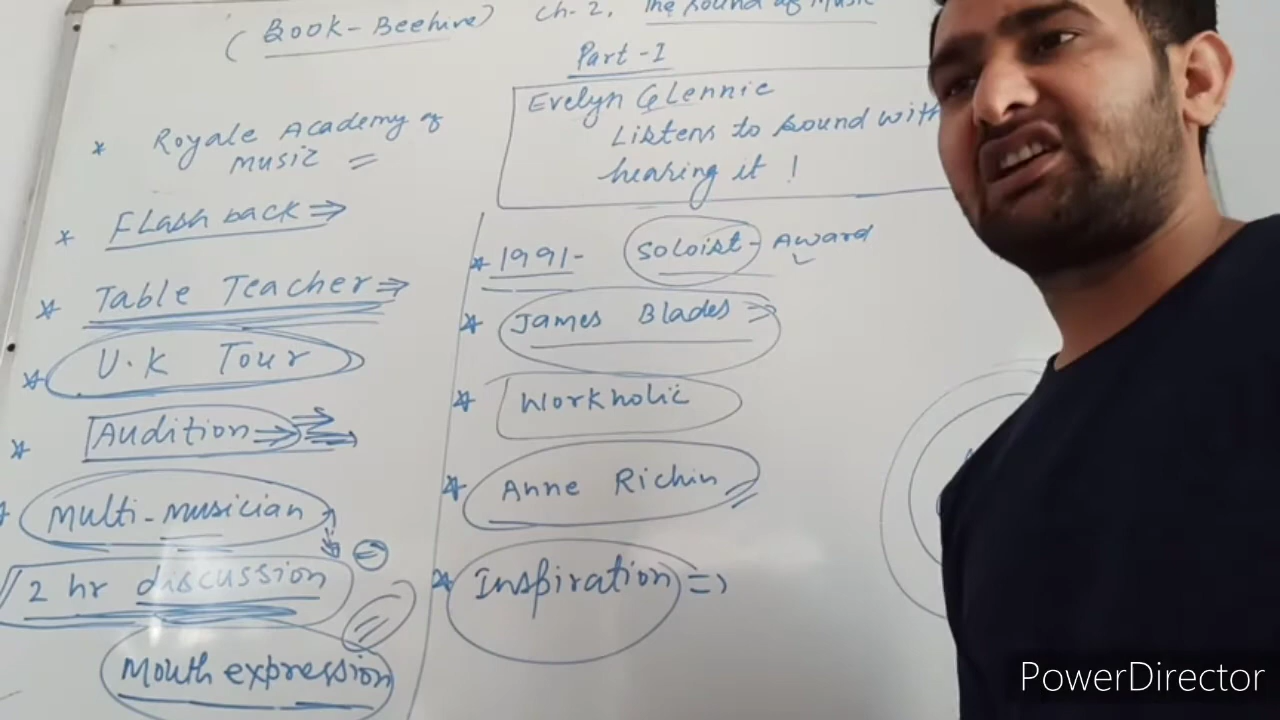 (Book-Beehive) Ch-2. The sound of Music
Part-I
Evelyn Glennie
Listens to sound with
hearing it !
* Royale Academy of
music =
* Flash back ⇒
* Table Teacher ⇒
* U.K Tour
* Audition ⇒
* Multi-musician
2 hr discussion
Mouth expression
* 1991- Soloist- Award
* James Blades ⇒
* Workholic
* Anne Richin
* Inspiration ⇒
PowerDirector